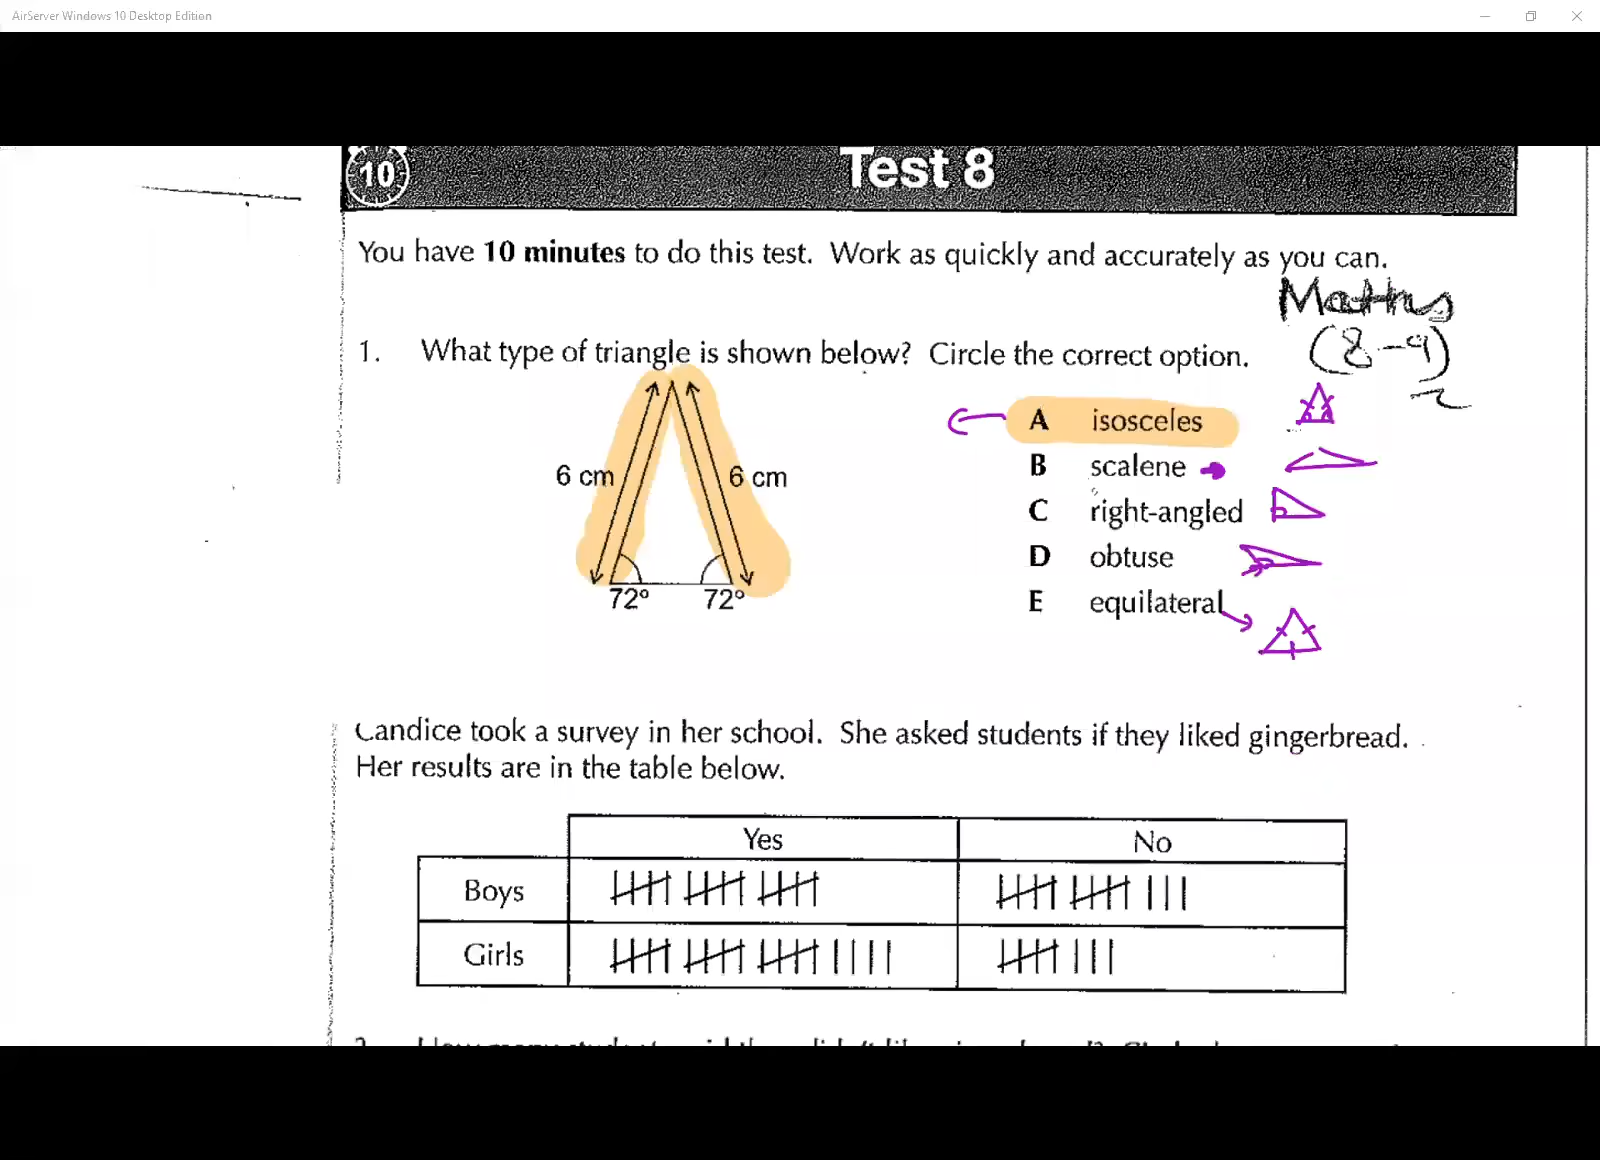 AirServer Windows 10 Desktop Edition
10
Test 8
You have 10 minutes to do this test. Work as quickly and accurately as you can.
Maths
(8-9)
1. What type of triangle is shown below? Circle the correct option.
A isosceles
B scalene
C right-angled
D obtuse
E equilateral
6 cm 6 cm
72° 72°
Candice took a survey in her school. She asked students if they liked gingerbread.
Her results are in the table below.
Yes No
Boys
Girls